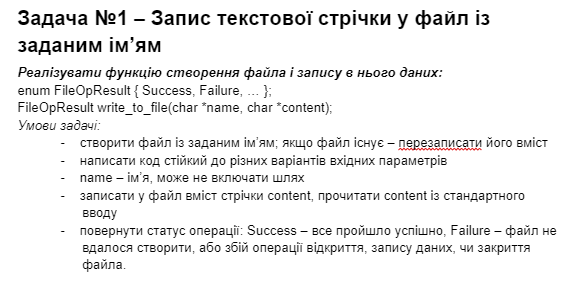 Задача №1 – Запис текстової стрічки у файл із
заданим ім’ям
Реалізувати функцію створення файла і запису в нього даних:
enum FileOpResult { Success, Failure, … };
FileOpResult write_to_file(char *name, char *content);
Умови задачі:
- створити файл із заданим ім’ям; якщо файл існує – перезаписати його вміст
- написати код стійкий до різних варіантів вхідних параметрів
- name – ім’я, може не включати шлях
- записати у файл вміст стрічки content, прочитати content із стандартного
вводу
- повернути статус операції: Success – все пройшло успішно, Failure – файл не
вдалося створити, або збій операції відкриття, запису даних, чи закриття
файла.